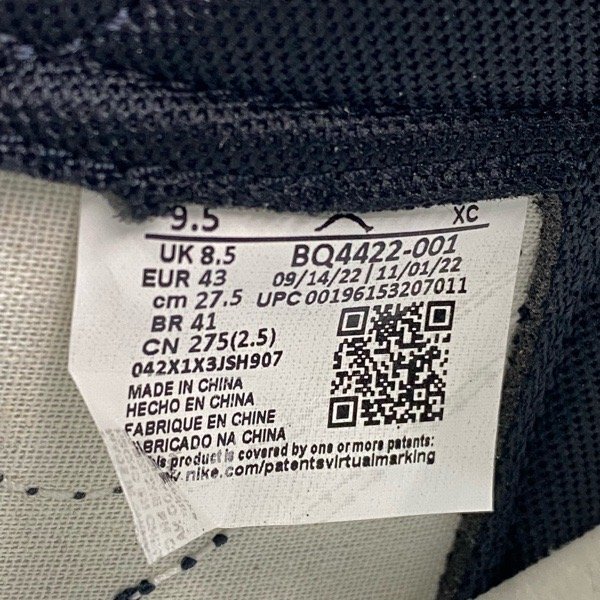 9.5 XC
UK 8.5 BQ4422-001
EUR 43 09/14/22 | 11/01/22
cm 27.5 UPC 00196153207011
BR 41
CN 275(2.5)
042X1X3JSH907
MADE IN CHINA
HECHO EN CHINA
FABRIQUE EN CHINE
ABRICADO NA CHINA
his product is covered by one or more patents:
.nike.com/patentsvirtualmarking